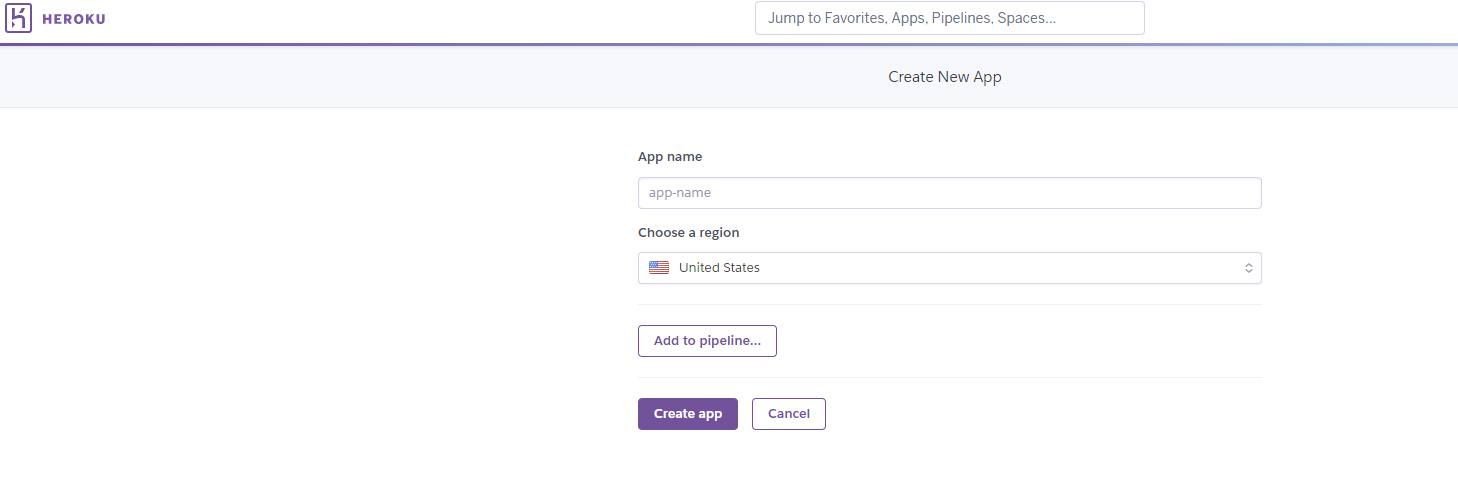 HEROKU
Jump to Favorites, Apps, Pipelines, Spaces...
Create New App
App name
app-name
Choose a region
United States
Add to pipeline...
Create app Cancel